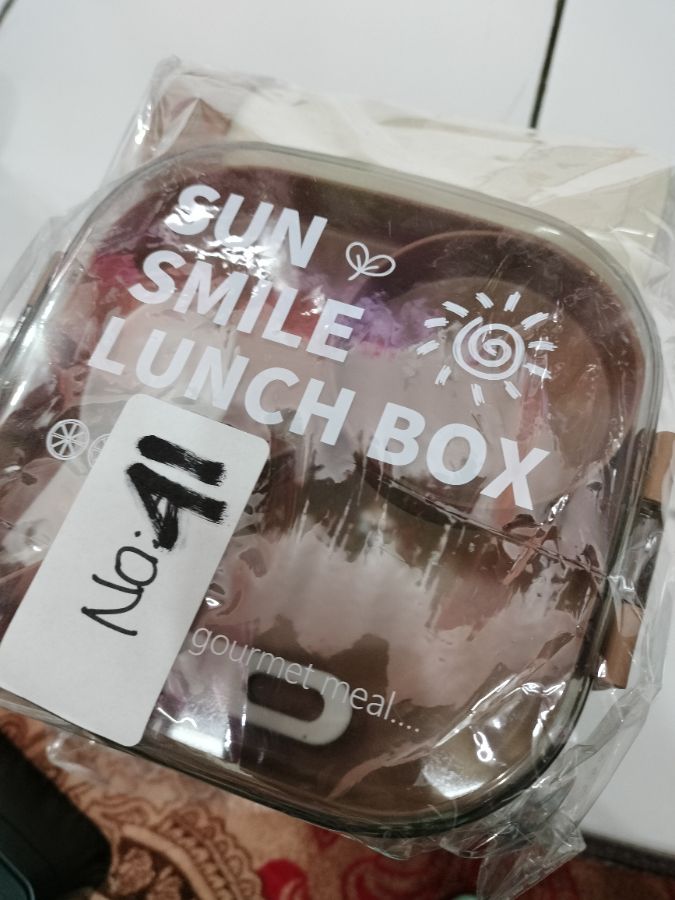 SUN
SMILE
LUNCH BOX
No: 41
gourmet meal....